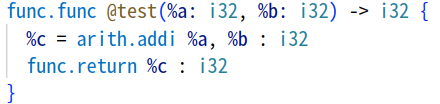 func.func @test(%a: i32, %b: i32) -> i32 {
  %c = arith.addi %a, %b : i32
  func.return %c : i32
}